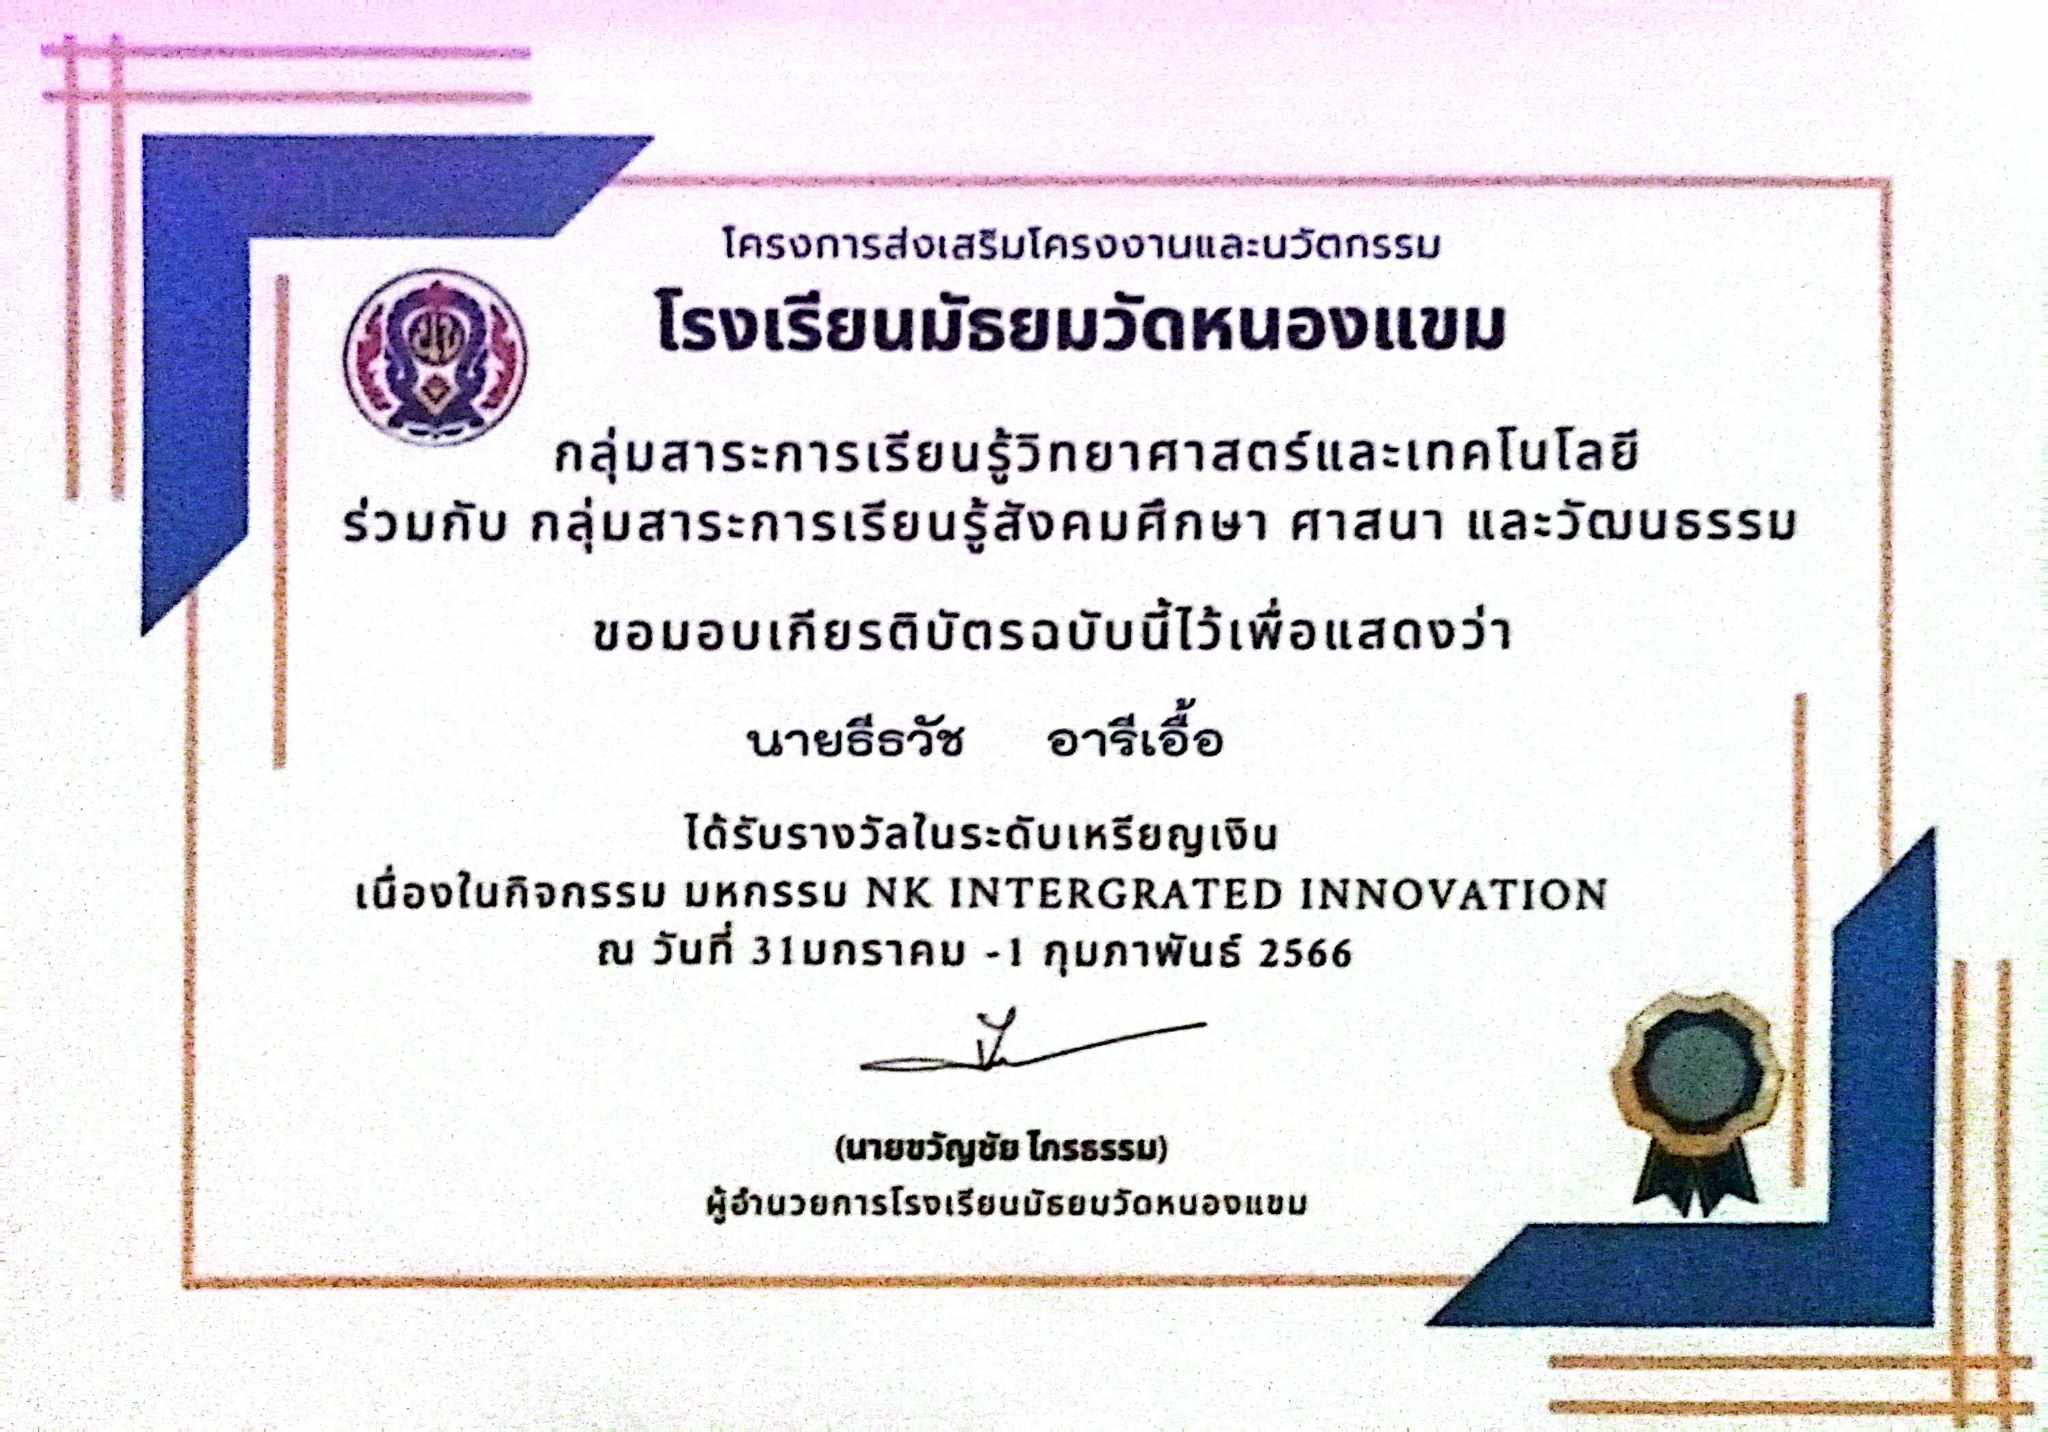 โครงการส่งเสริมโครงงานและนวัตกรรม
โรงเรียนมัธยมวัดหนองแขม
กลุ่มสาระการเรียนรู้วิทยาศาสตร์และเทคโนโลยี
ร่วมกับ กลุ่มสาระการเรียนรู้สังคมศึกษา ศาสนา และวัฒนธรรม
ขอมอบเกียรติบัตรฉบับนี้ไว้เพื่อแสดงว่า
นายธีธวัช อารีเอื้อ
ได้รับรางวัลในระดับเหรียญเงิน
เนื่องในกิจกรรม มหกรรม NK INTERGRATED INNOVATION
ณ วันที่ 31มกราคม -1 กุมภาพันธ์ 2566
(นายขวัญชัย ไกรธรรม)
ผู้อำนวยการโรงเรียนมัธยมวัดหนองแขม